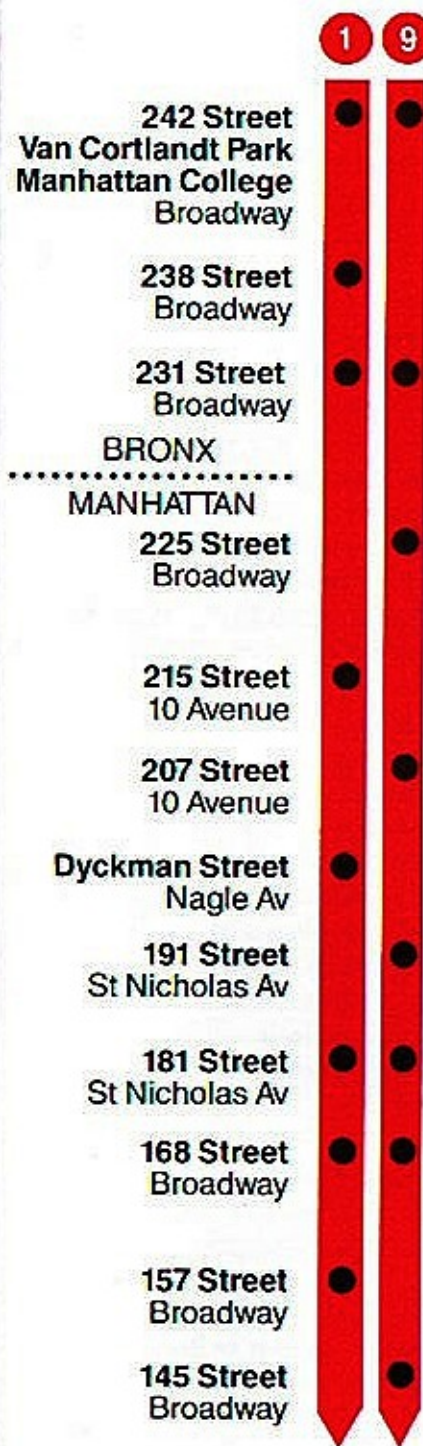 1 9
242 Street
Van Cortlandt Park
Manhattan College
Broadway
238 Street
Broadway
231 Street
Broadway
BRONX
MANHATTAN
225 Street
Broadway
215 Street
10 Avenue
207 Street
10 Avenue
Dyckman Street
Nagle Av
191 Street
St Nicholas Av
181 Street
St Nicholas Av
168 Street
Broadway
157 Street
Broadway
145 Street
Broadway